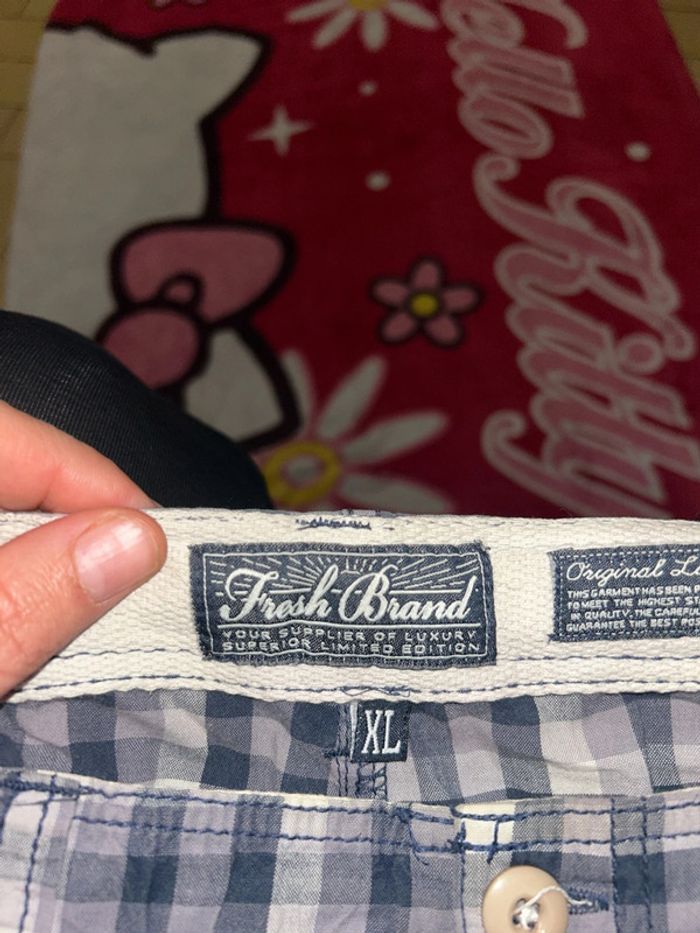 Hello Kitty
Fresh Brand
YOUR SUPPLIER OF LUXURY
SUPERIOR LIMITED EDITION
Original
THIS GARMENT HAS BEEN
TO MEET THE HIGHEST
IN QUALITY. THE CAREFUL
GUARANTEE THE BEST
XL